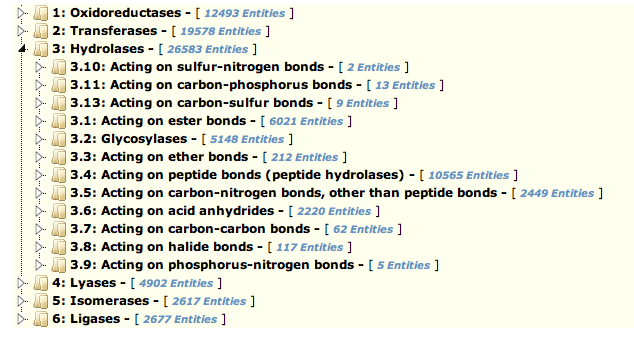 1: Oxidoreductases - [ 12493 Entities ]
2: Transferases - [ 19578 Entities ]
3: Hydrolases - [ 26583 Entities ]
3.10: Acting on sulfur-nitrogen bonds - [ 2 Entities ]
3.11: Acting on carbon-phosphorus bonds - [ 13 Entities ]
3.13: Acting on carbon-sulfur bonds - [ 9 Entities ]
3.1: Acting on ester bonds - [ 6021 Entities ]
3.2: Glycosylases - [ 5148 Entities ]
3.3: Acting on ether bonds - [ 212 Entities ]
3.4: Acting on peptide bonds (peptide hydrolases) - [ 10565 Entities ]
3.5: Acting on carbon-nitrogen bonds, other than peptide bonds - [ 2449 Entities ]
3.6: Acting on acid anhydrides - [ 2220 Entities ]
3.7: Acting on carbon-carbon bonds - [ 62 Entities ]
3.8: Acting on halide bonds - [ 117 Entities ]
3.9: Acting on phosphorus-nitrogen bonds - [ 5 Entities ]
4: Lyases - [ 4902 Entities ]
5: Isomerases - [ 2617 Entities ]
6: Ligases - [ 2677 Entities ]